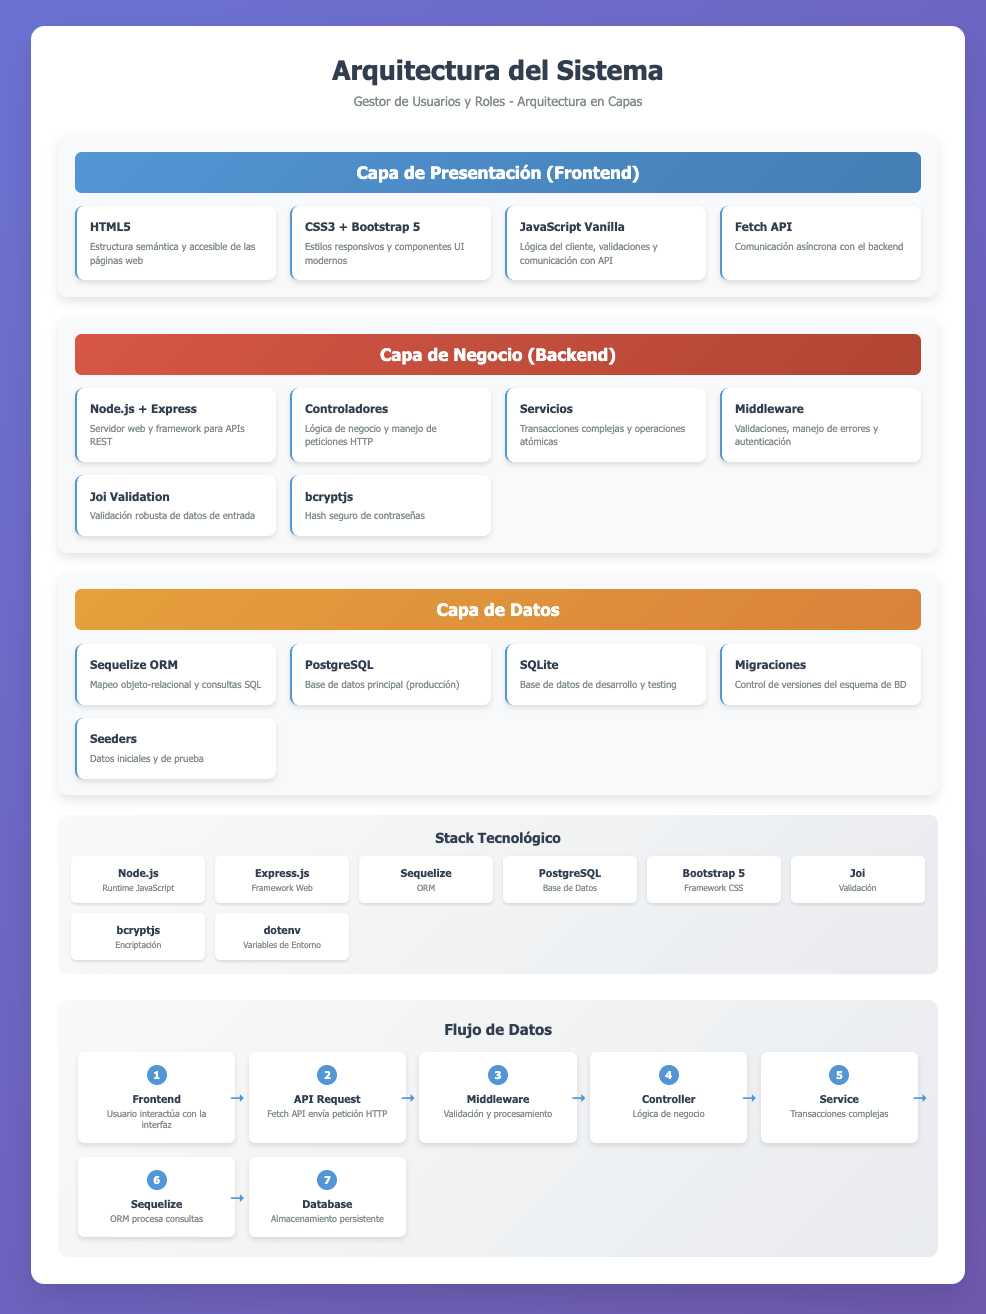 Arquitectura del Sistema
Gestor de Usuarios y Roles - Arquitectura en Capas
Capa de Presentación (Frontend)
HTML5
Estructura semántica y accesible de las
páginas web
CSS3 + Bootstrap 5
Estilos responsivos y componentes UI
modernos
JavaScript Vanilla
Lógica del cliente, validaciones y
comunicación con API
Fetch API
Comunicación asíncrona con el backend
Capa de Negocio (Backend)
Node.js + Express
Servidor web y framework para APIs
REST
Controladores
Lógica de negocio y manejo de
peticiones HTTP
Servicios
Transacciones complejas y operaciones
atómicas
Middleware
Validaciones, manejo de errores y
autenticación
Joi Validation
Validación robusta de datos de entrada
bcryptjs
Hash seguro de contraseñas
Capa de Datos
Sequelize ORM
Mapeo objeto-relacional y consultas SQL
PostgreSQL
Base de datos principal (producción)
SQLite
Base de datos de desarrollo y testing
Migraciones
Control de versiones del esquema de BD
Seeders
Datos iniciales y de prueba
Stack Tecnológico
Node.js
Runtime JavaScript
Express.js
Framework Web
Sequelize
ORM
PostgreSQL
Base de Datos
Bootstrap 5
Framework CSS
Joi
Validación
bcryptjs
Encriptación
dotenv
Variables de Entorno
Flujo de Datos
1
Frontend
Usuario interactúa con la
interfaz
→
2
API Request
Fetch API envía petición HTTP
→
3
Middleware
Validación y procesamiento
→
4
Controller
Lógica de negocio
→
5
Service
Transacciones complejas
→
6
Sequelize
ORM procesa consultas
→
7
Database
Almacenamiento persistente